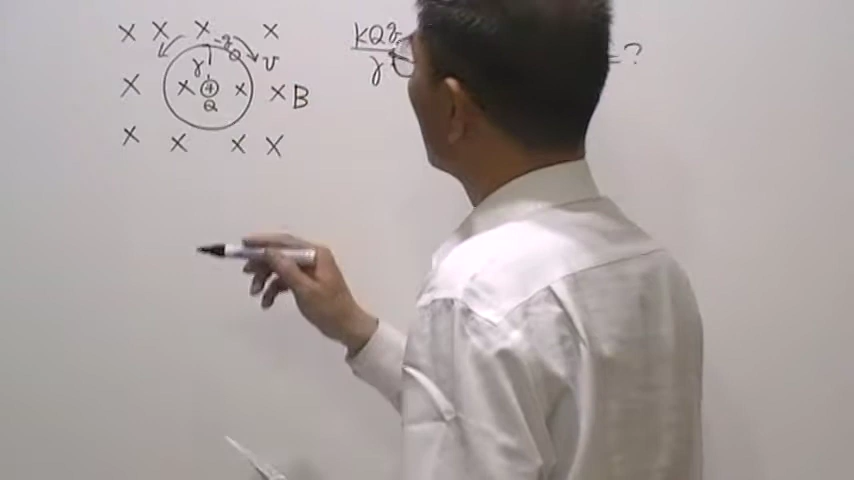 × × × -q ×
γ v
× × + × × B
Q
× × × ×
kQq
γ
= ?